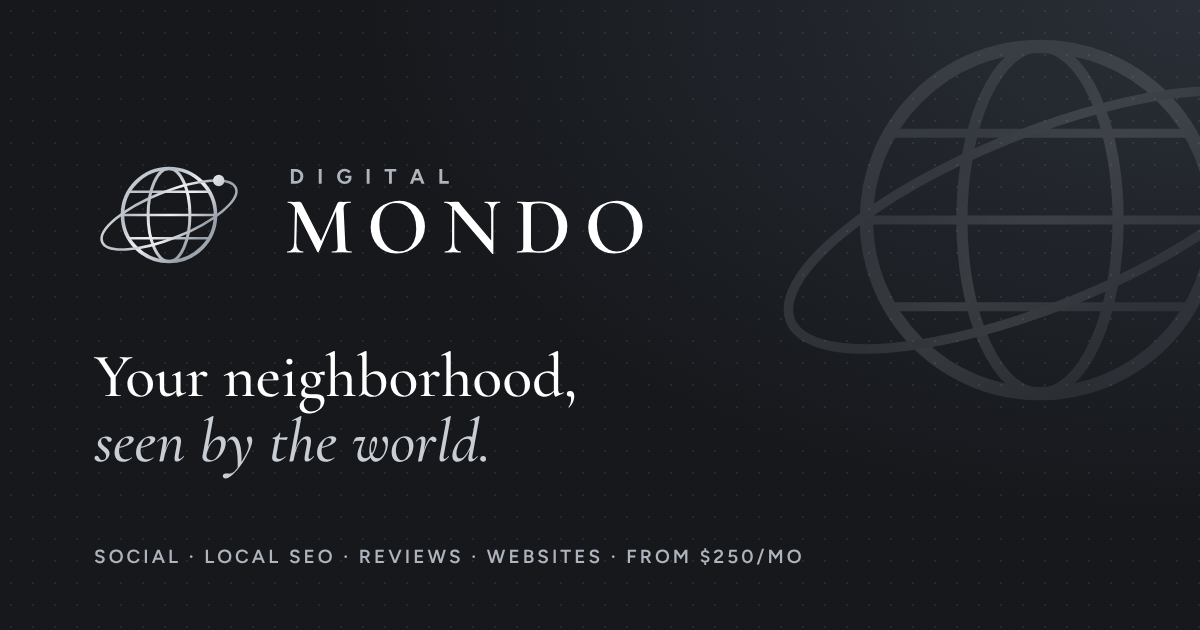 DIGITAL
MONDO
Your neighborhood,
seen by the world.
SOCIAL · LOCAL SEO · REVIEWS · WEBSITES · FROM $250/MO